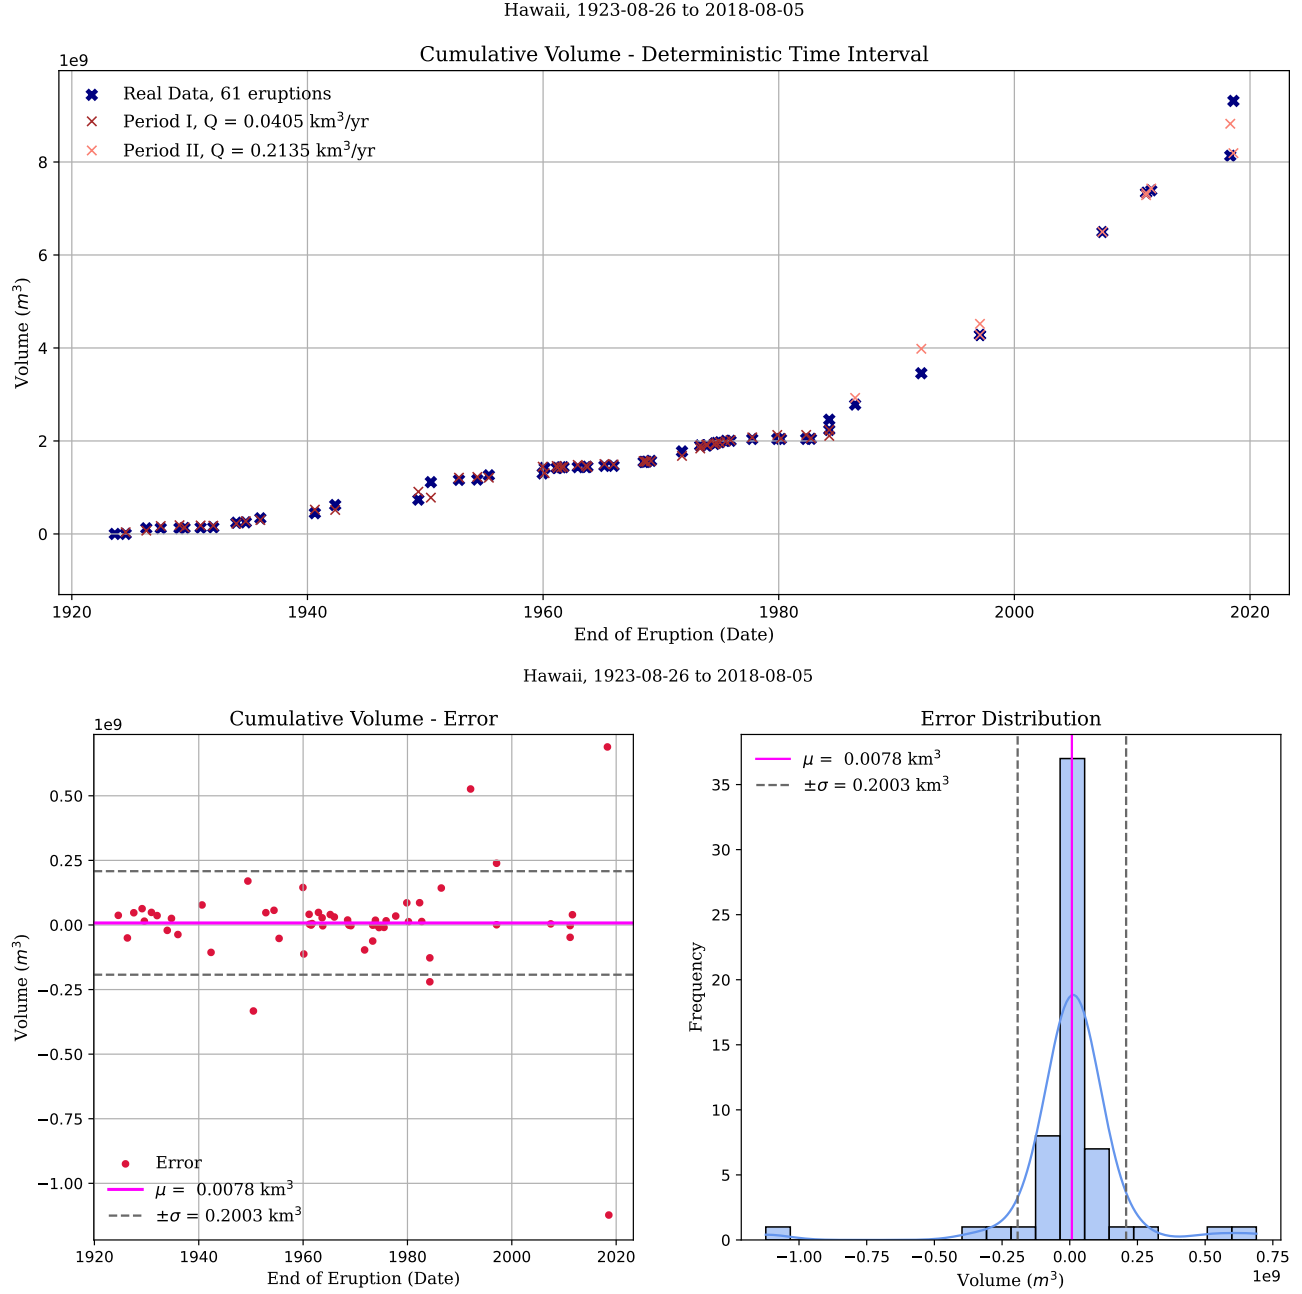 Hawaii, 1923-08-26 to 2018-08-05
Cumulative Volume - Deterministic Time Interval
1e9
Real Data, 61 eruptions
Period I, Q = 0.0405 km³/yr
Period II, Q = 0.2135 km³/yr
8
6
4
2
0
Volume (m³)
1920 1940 1960 1980 2000 2020
End of Eruption (Date)
Hawaii, 1923-08-26 to 2018-08-05
Cumulative Volume - Error
1e9
0.50
0.25
0.00
−0.25
−0.50
−0.75
−1.00
Volume (m³)
Error
μ = 0.0078 km³
±σ = 0.2003 km³
1920 1940 1960 1980 2000 2020
End of Eruption (Date)
Error Distribution
μ = 0.0078 km³
±σ = 0.2003 km³
35
30
25
20
15
10
5
0
Frequency
−1.00 −0.75 −0.50 −0.25 0.00 0.25 0.50 0.75
1e9
Volume (m³)